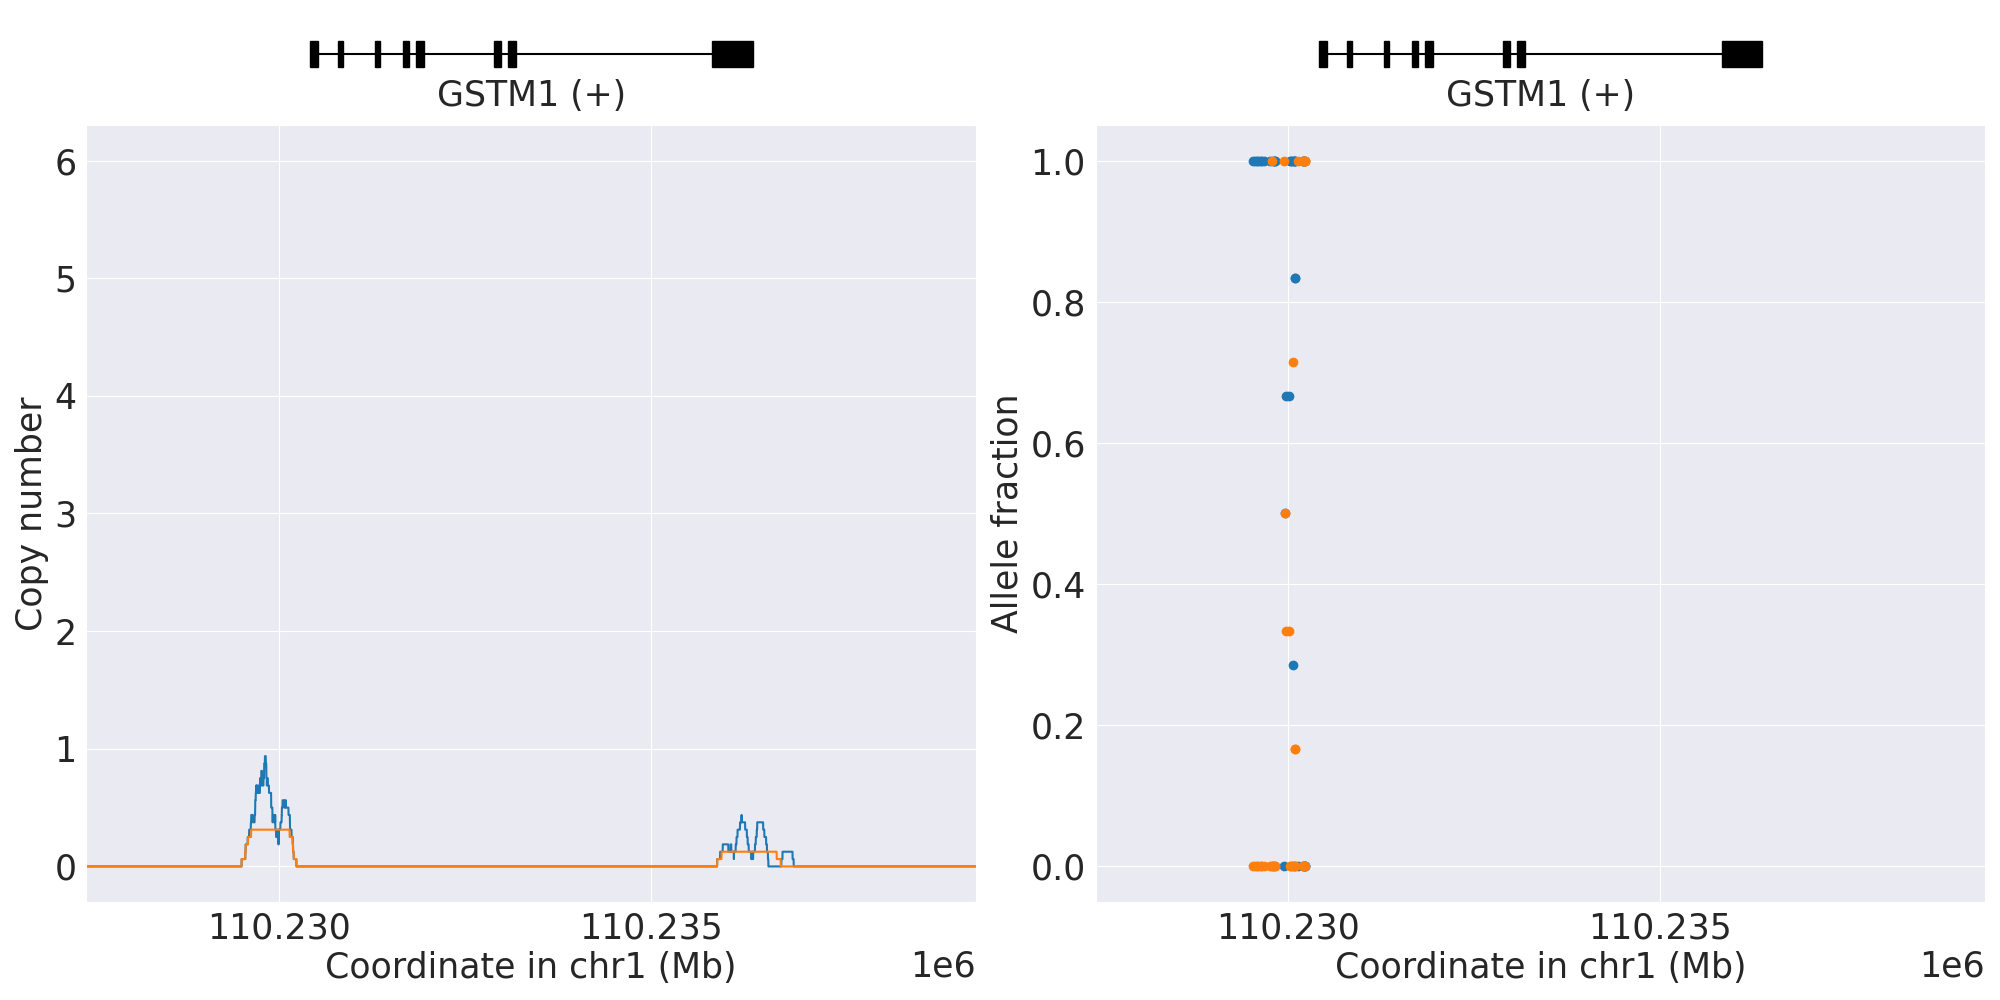 GSTM1 (+)
6
5
4
3
2
1
0
Copy number
110.230
110.235
Coordinate in chr1 (Mb)
1e6
GSTM1 (+)
1.0
0.8
0.6
0.4
0.2
0.0
Allele fraction
110.230
110.235
Coordinate in chr1 (Mb)
1e6